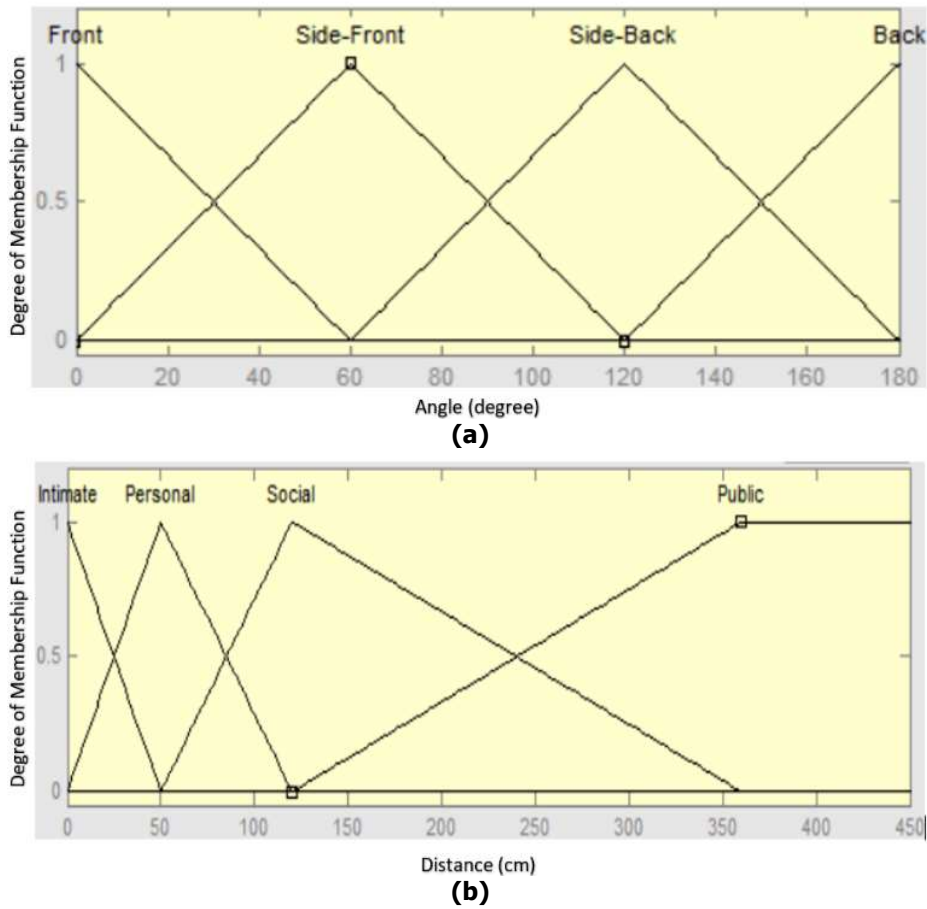 Front Side-Front Side-Back Back
Degree of Membership Function
1
0.5
0
0 20 40 60 80 100 120 140 160 180
Angle (degree)
(a)
Intimate Personal Social Public
Degree of Membership Function
1
0.5
0
0 50 100 150 200 250 300 350 400 450
Distance (cm)
(b)